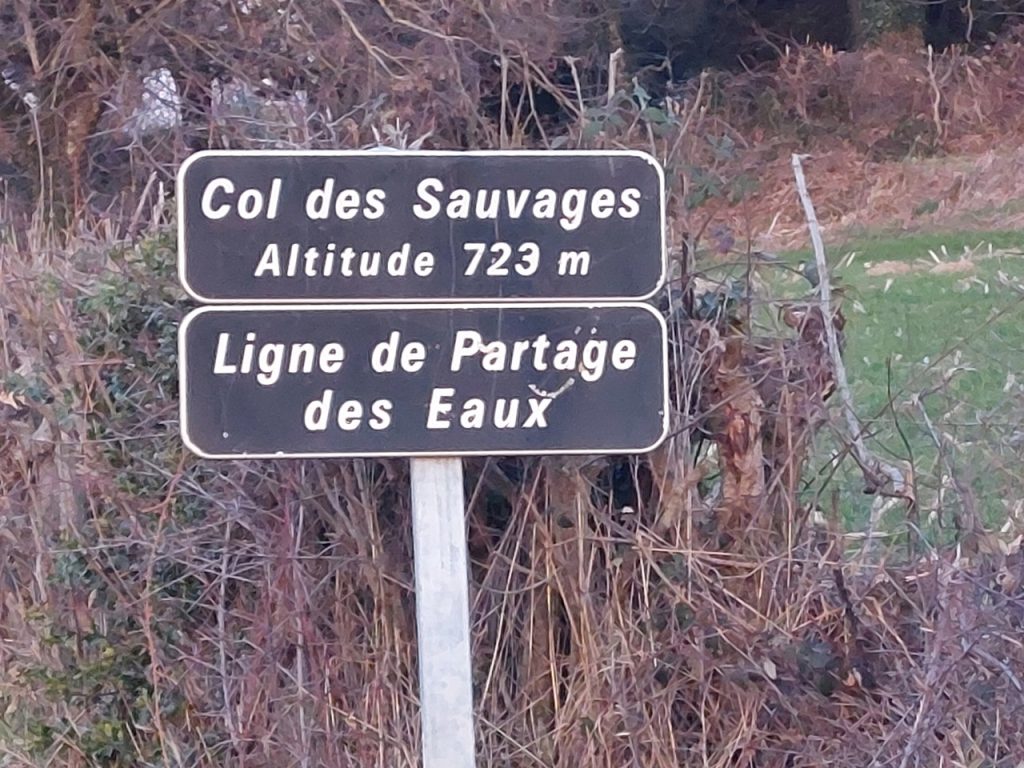 Col des Sauvages
Altitude 723 m
Ligne de Partage
des Eaux